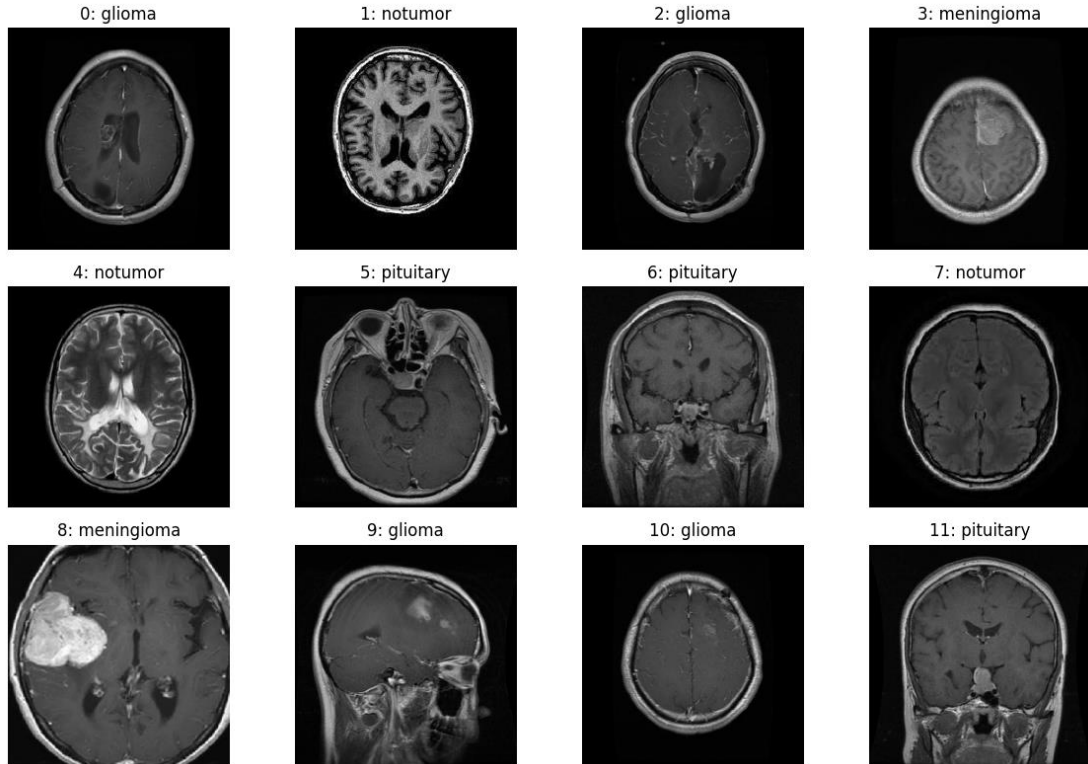 0: glioma
1: notumor
2: glioma
3: meningioma
4: notumor
5: pituitary
6: pituitary
7: notumor
8: meningioma
9: glioma
10: glioma
11: pituitary